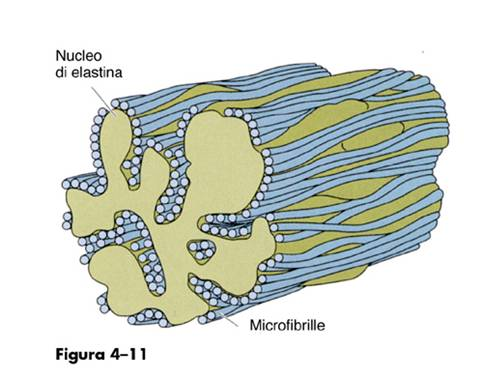 Nucleo
di elastina
Microfibrille
Figura 4–11